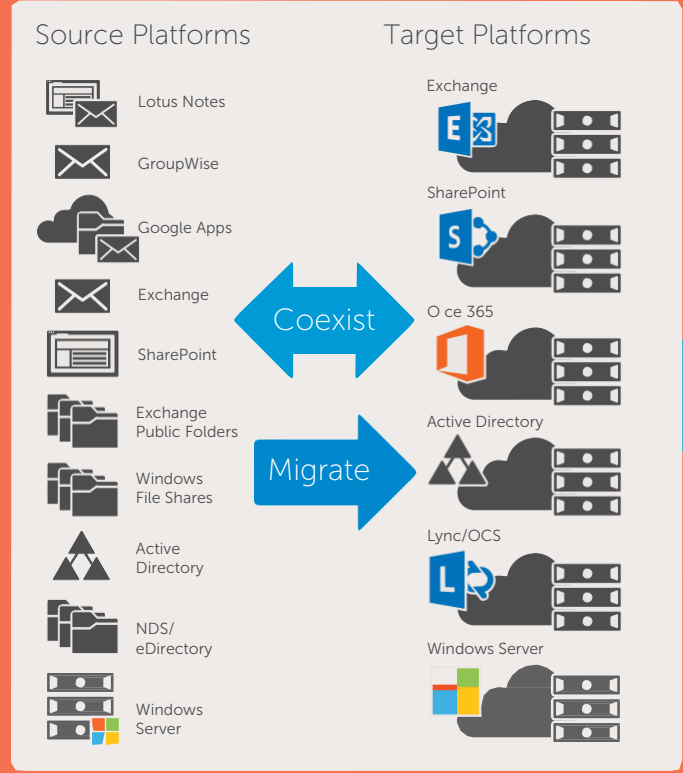 Source Platforms
Target Platforms
Lotus Notes
GroupWise
Google Apps
Exchange
SharePoint
Exchange
Public Folders
Windows
File Shares
Active
Directory
NDS/
eDirectory
Windows
Server
Coexist
Migrate
Exchange
E
SharePoint
S
O ce 365
Active Directory
Lync/OCS
L
Windows Server